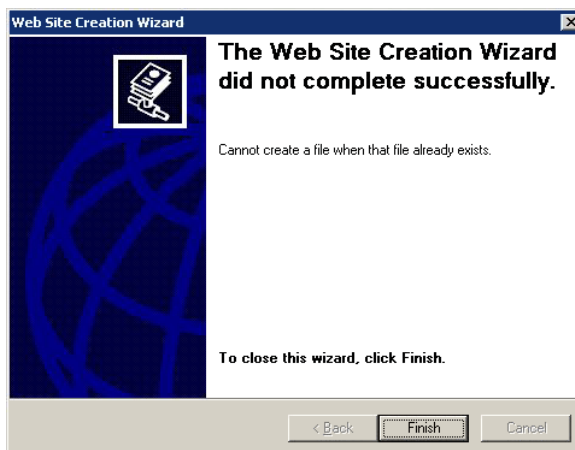 Web Site Creation Wizard
The Web Site Creation Wizard
did not complete successfully.
Cannot create a file when that file already exists.
To close this wizard, click Finish.
< Back
Finish
Cancel